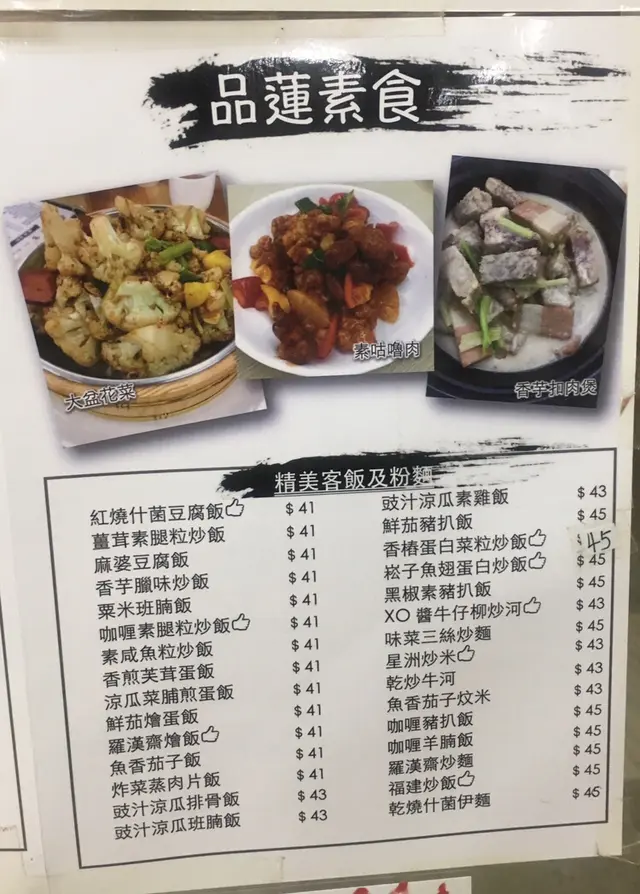 品蓮素食
大盆花菜
素咕嚕肉
香芋扣肉煲
精美客飯及粉麵
紅燒什菌豆腐飯 $41
薑茸素腿粒炒飯 $41
麻婆豆腐飯 $41
香芋臘味炒飯 $41
粟米班腩飯 $41
咖喱素腿粒炒飯 $41
素咸魚粒炒飯 $41
香煎芙茸蛋飯 $41
涼瓜菜脯煎蛋飯 $41
鮮茄燴蛋飯 $41
羅漢齋燴飯 $41
魚香茄子飯 $41
炸菜蒸肉片飯 $41
豉汁涼瓜排骨飯 $43
豉汁涼瓜班腩飯 $43
豉汁涼瓜素雞飯 $43
鮮茄豬扒飯 $45
香椿蛋白菜粒炒飯 $45
崧子魚翅蛋白炒飯 $45
黑椒素豬扒飯 $45
XO 醬牛仔柳炒河 $43
味菜三絲炒麵 $45
星洲炒米 $43
乾炒牛河 $43
魚香茄子炆米 $43
咖喱豬扒飯 $45
咖喱羊腩飯 $45
羅漢齋炒麵 $45
福建炒飯 $45
乾燒什菌伊麵 $45